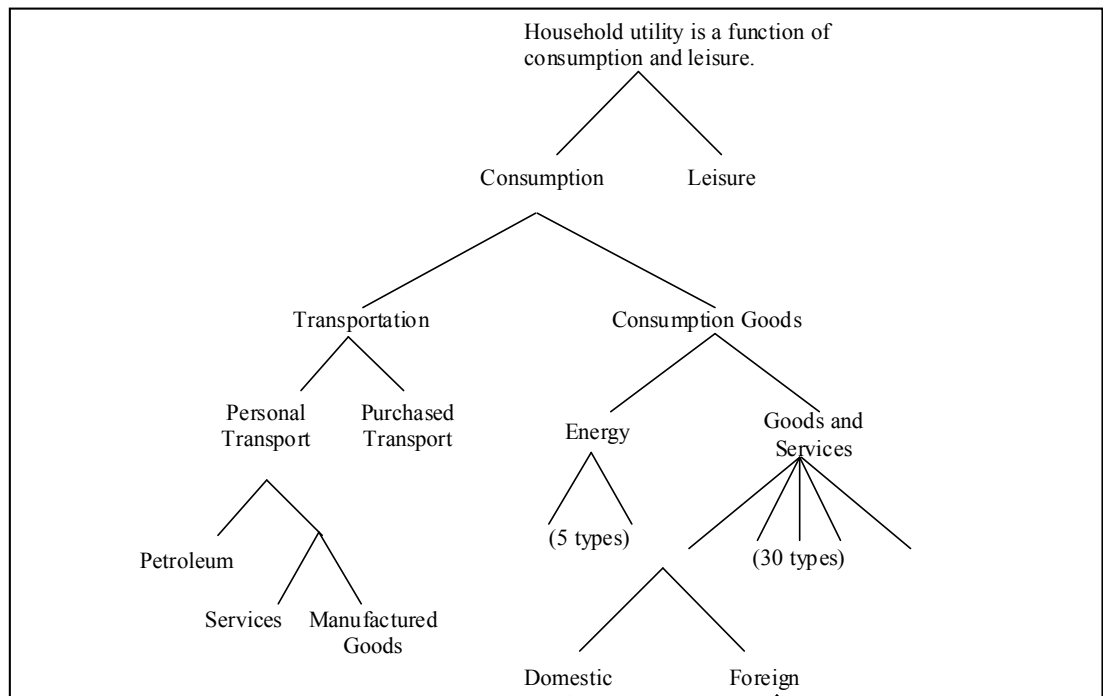 Household utility is a function of
consumption and leisure.
Consumption
Leisure
Transportation
Consumption Goods
Personal
Transport
Purchased
Transport
Energy
Goods and
Services
Petroleum
(5 types)
(30 types)
Services
Manufactured
Goods
Domestic
Foreign